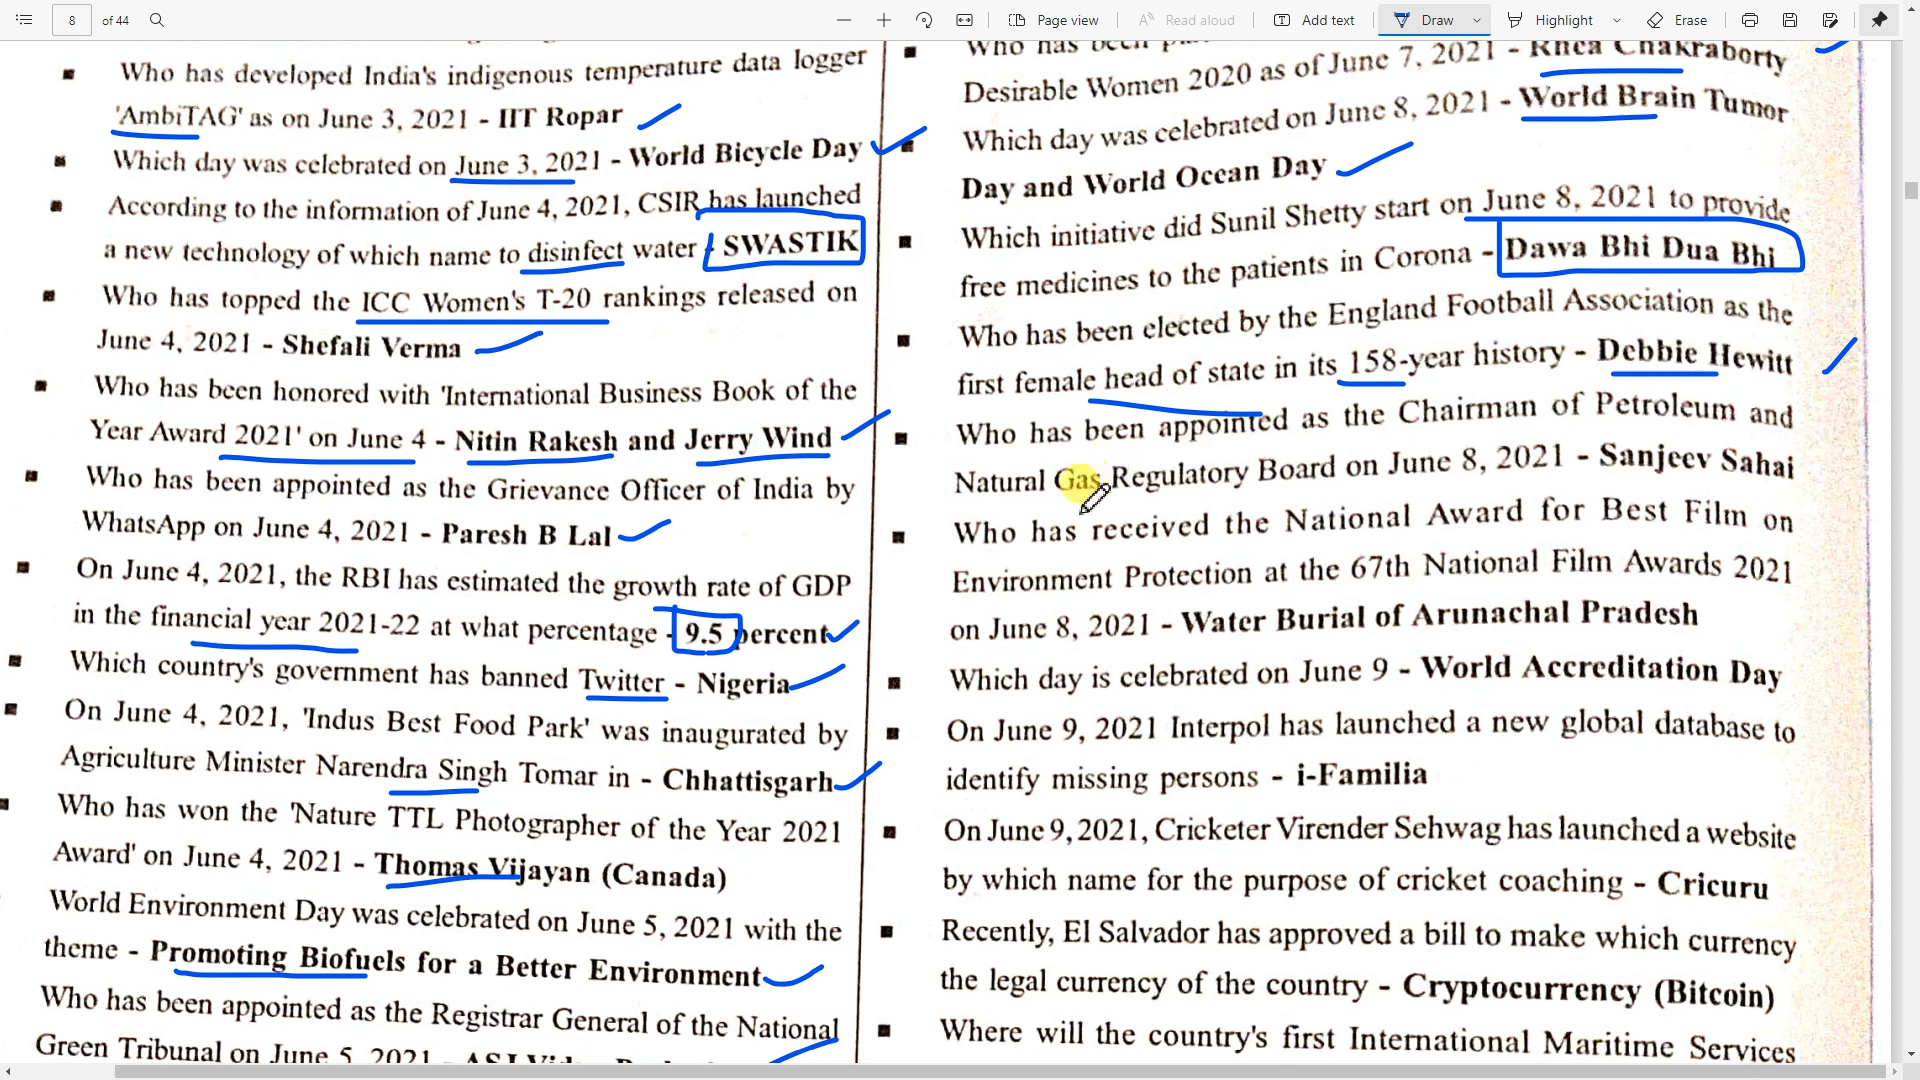 8 of 44
Page view
Read aloud
Add text
Draw
Highlight
Erase
Who has developed India's indigenous temperature data logger
'AmbiTAG' as on June 3, 2021 - IIT Ropar
Which day was celebrated on June 3, 2021 - World Bicycle Day
According to the information of June 4, 2021, CSIR has launched
a new technology of which name to disinfect water - SWASTIK
Who has topped the ICC Women's T-20 rankings released on
June 4, 2021 - Shefali Verma
Who has been honored with 'International Business Book of the
Year Award 2021' on June 4 - Nitin Rakesh and Jerry Wind
Who has been appointed as the Grievance Officer of India by
WhatsApp on June 4, 2021 - Paresh B Lal
On June 4, 2021, the RBI has estimated the growth rate of GDP
in the financial year 2021-22 at what percentage - 9.5 percent
Which country's government has banned Twitter - Nigeria
On June 4, 2021, 'Indus Best Food Park' was inaugurated by
Agriculture Minister Narendra Singh Tomar in - Chhattisgarh
Who has won the 'Nature TTL Photographer of the Year 2021
Award' on June 4, 2021 - Thomas Vijayan (Canada)
World Environment Day was celebrated on June 5, 2021 with the
theme - Promoting Biofuels for a Better Environment
Who has been appointed as the Registrar General of the National
Green Tribunal on June 5, 2021 -
Who has been
Desirable Women 2020 as of June 7, 2021 - Rhea Chakraborty
Which day was celebrated on June 8, 2021 - World Brain Tumor
Day and World Ocean Day
Which initiative did Sunil Shetty start on June 8, 2021 to provide
free medicines to the patients in Corona - Dawa Bhi Dua Bhi
Who has been elected by the England Football Association as the
first female head of state in its 158-year history - Debbie Hewitt
Who has been appointed as the Chairman of Petroleum and
Natural Gas Regulatory Board on June 8, 2021 - Sanjeev Sahai
Who has received the National Award for Best Film on
Environment Protection at the 67th National Film Awards 2021
on June 8, 2021 - Water Burial of Arunachal Pradesh
Which day is celebrated on June 9 - World Accreditation Day
On June 9, 2021 Interpol has launched a new global database to
identify missing persons - i-Familia
On June 9, 2021, Cricketer Virender Sehwag has launched a website
by which name for the purpose of cricket coaching - Cricuru
Recently, El Salvador has approved a bill to make which currency
the legal currency of the country - Cryptocurrency (Bitcoin)
Where will the country's first International Maritime Services